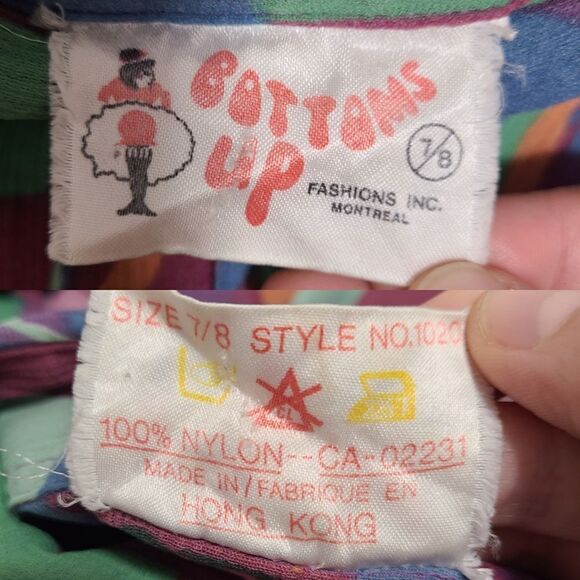 BOTTOMS
UP
7/8
FASHIONS INC.
MONTREAL
SIZE 7/8 STYLE NO.1020
CL
100% NYLON--CA-02231
MADE IN/FABRIQUE EN
HONG KONG